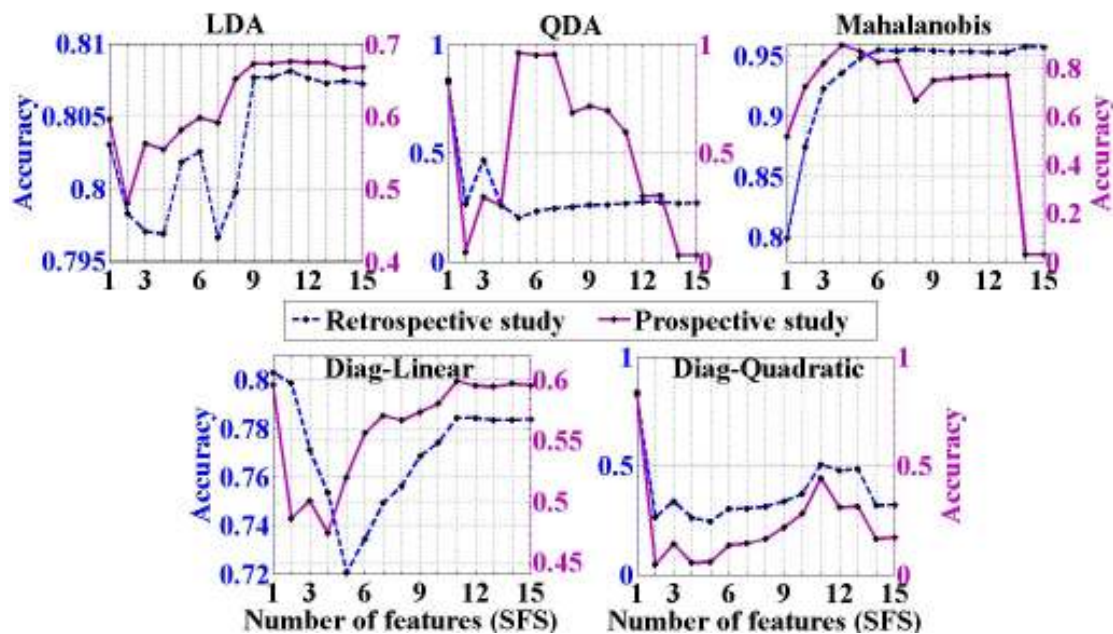 LDA QDA Mahalanobis
0.81 0.7 1 1 0.95 0.8
0.805 0.6 0.9 0.6
Accuracy 0.5 0.5 Accuracy
0.8 0.5 0.85 0.4
0.8 0.2
0.795 0.4 0 0 0
1 3 6 9 12 15 1 3 6 9 12 15 1 3 6 9 12 15
Retrospective study Prospective study
Diag-Linear Diag-Quadratic
0.8 0.6 1 1
0.78 0.55
Accuracy 0.76 0.5 0.5 0.5 Accuracy
0.74
0.72 0.45 0 0
1 3 6 9 12 15 1 3 6 9 12 15
Number of features (SFS) Number of features (SFS)